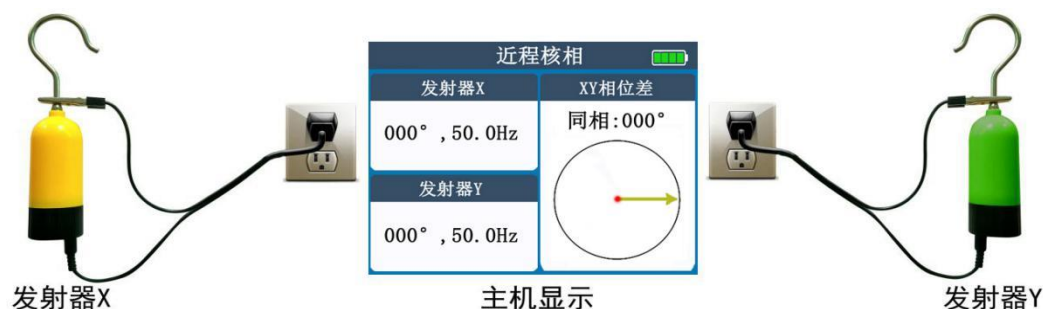 近程核相
发射器X
XY相位差
000°,50.0Hz
同相:000°
发射器Y
000°,50.0Hz
发射器X
主机显示
发射器Y